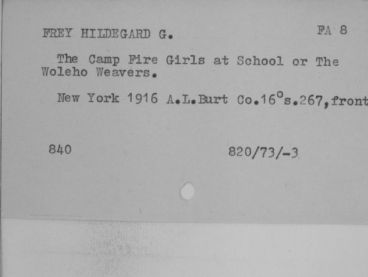 FREY HILDEGARD G. FA 8
The Camp Fire Girls at School or The
Woleho Weavers.
New York 1916 A.L.Burt Co.16°s.267,front
840 820/73/-3